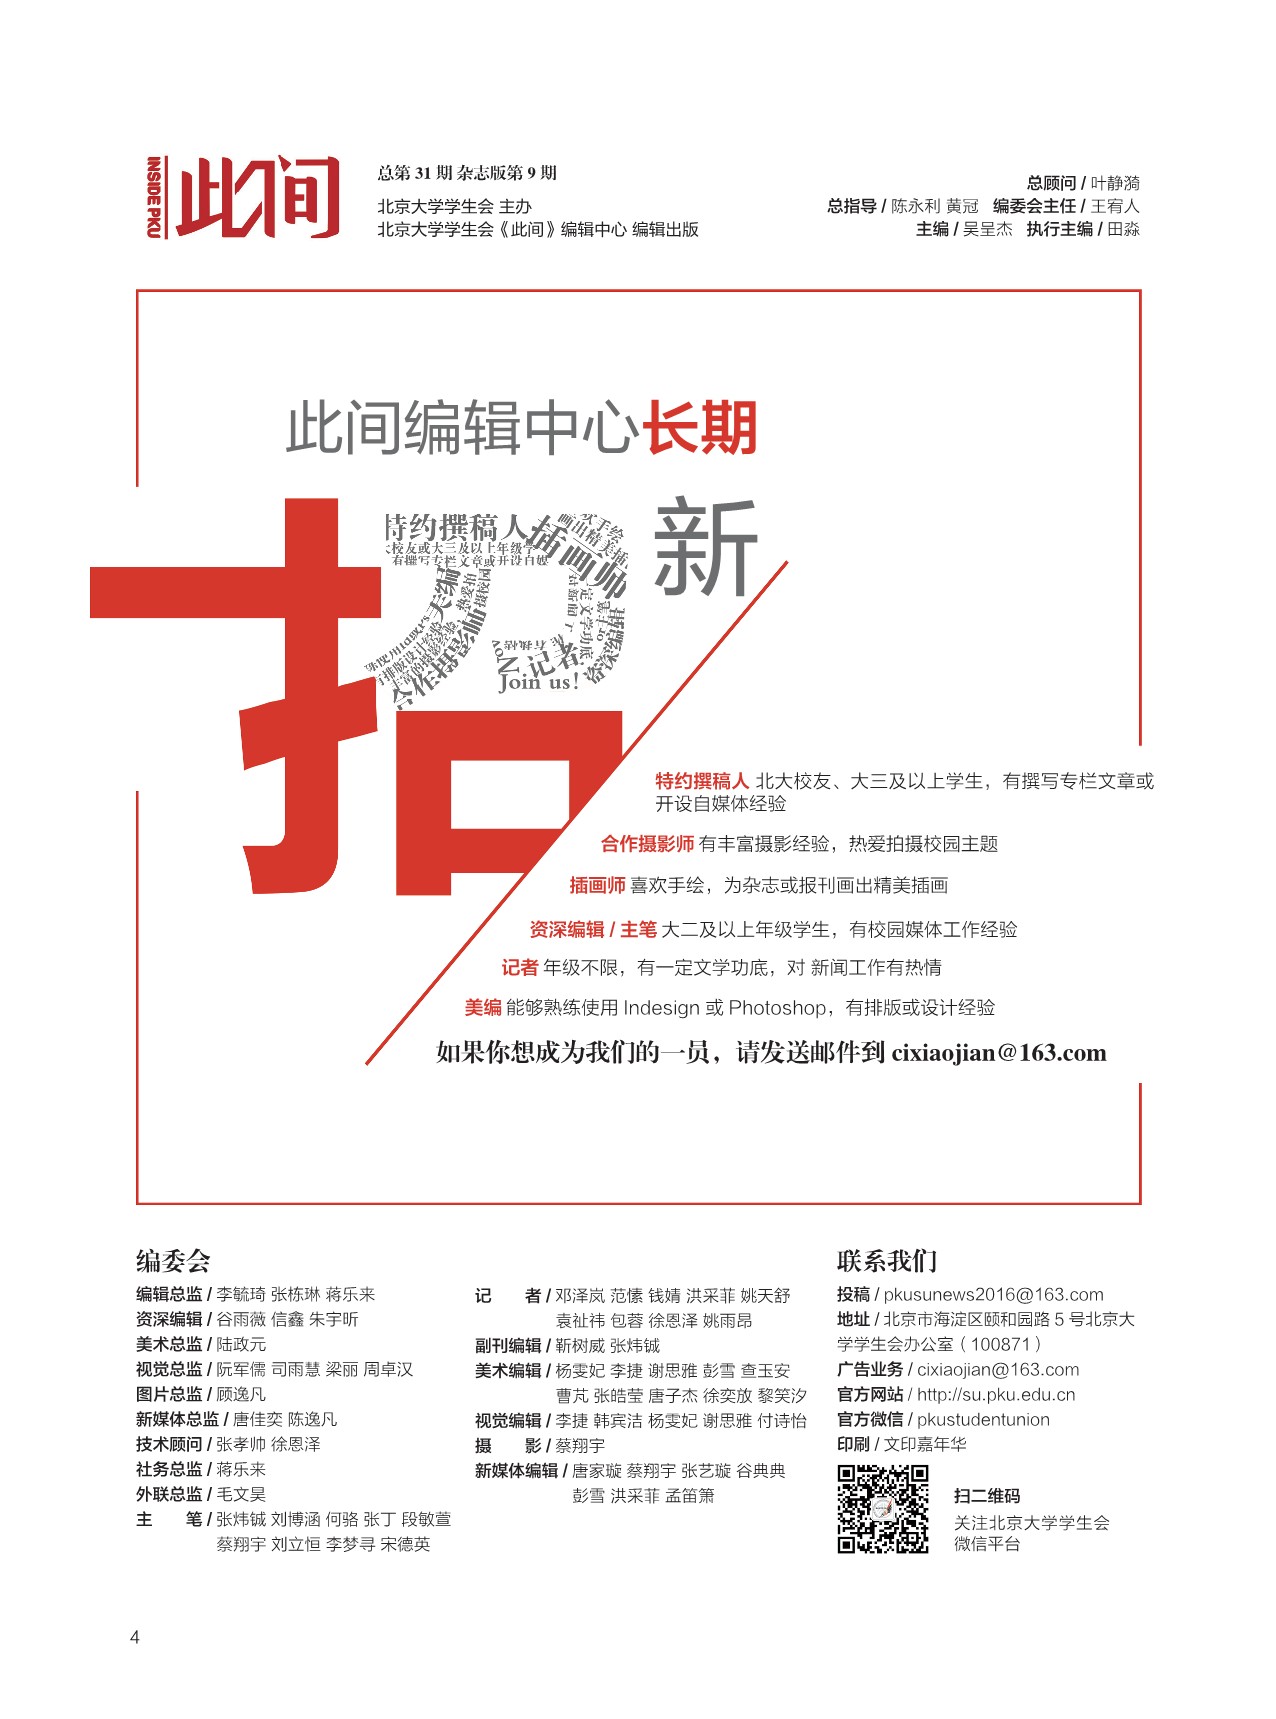 INSIDE PKU
此间
总第 31 期 杂志版第 9 期
北京大学学生会 主办
北京大学学生会《此间》编辑中心 编辑出版
总顾问 / 叶静漪
总指导 / 陈永利 黄冠 编委会主任 / 王宥人
主编 / 吴呈杰 执行主编 / 田淼
此间编辑中心长期
招新
特约撰稿人
插画师
合作摄影师
美编
记者
Join us!
特约撰稿人 北大校友、大三及以上学生，有撰写专栏文章或
开设自媒体经验
合作摄影师 有丰富摄影经验，热爱拍摄校园主题
插画师 喜欢手绘，为杂志或报刊画出精美插画
资深编辑 / 主笔 大二及以上年级学生，有校园媒体工作经验
记者 年级不限，有一定文学功底，对 新闻工作有热情
美编 能够熟练使用 Indesign 或 Photoshop，有排版或设计经验
如果你想成为我们的一员，请发送邮件到 cixiaojian@163.com
编委会
编辑总监 / 李毓琦 张栋琳 蒋乐来
资深编辑 / 谷雨薇 信鑫 朱宇昕
美术总监 / 陆政元
视觉总监 / 阮军儒 司雨慧 梁丽 周卓汉
图片总监 / 顾逸凡
新媒体总监 / 唐佳奕 陈逸凡
技术顾问 / 张孝帅 徐恩泽
社务总监 / 蒋乐来
外联总监 / 毛文昊
主 笔 / 张炜铖 刘博涵 何骆 张丁 段敏萱
蔡翔宇 刘立恒 李梦寻 宋德英
记 者 / 邓泽岚 范愫 钱婧 洪采菲 姚天舒
袁祉祎 包蓉 徐恩泽 姚雨昂
副刊编辑 / 靳树威 张炜铖
美术编辑 / 杨雯妃 李捷 谢思雅 彭雪 查玉安
曹芃 张皓莹 唐子杰 徐奕放 黎笑汐
视觉编辑 / 李捷 韩宾洁 杨雯妃 谢思雅 付诗怡
摄 影 / 蔡翔宇
新媒体编辑 / 唐家璇 蔡翔宇 张艺璇 谷典典
彭雪 洪采菲 孟笛箫
联系我们
投稿 / pkusunews2016@163.com
地址 / 北京市海淀区颐和园路 5 号北京大
学学生会办公室（100871）
广告业务 / cixiaojian@163.com
官方网站 / http://su.pku.edu.cn
官方微信 / pkustudentunion
印刷 / 文印嘉年华
扫二维码
关注北京大学学生会
微信平台
4